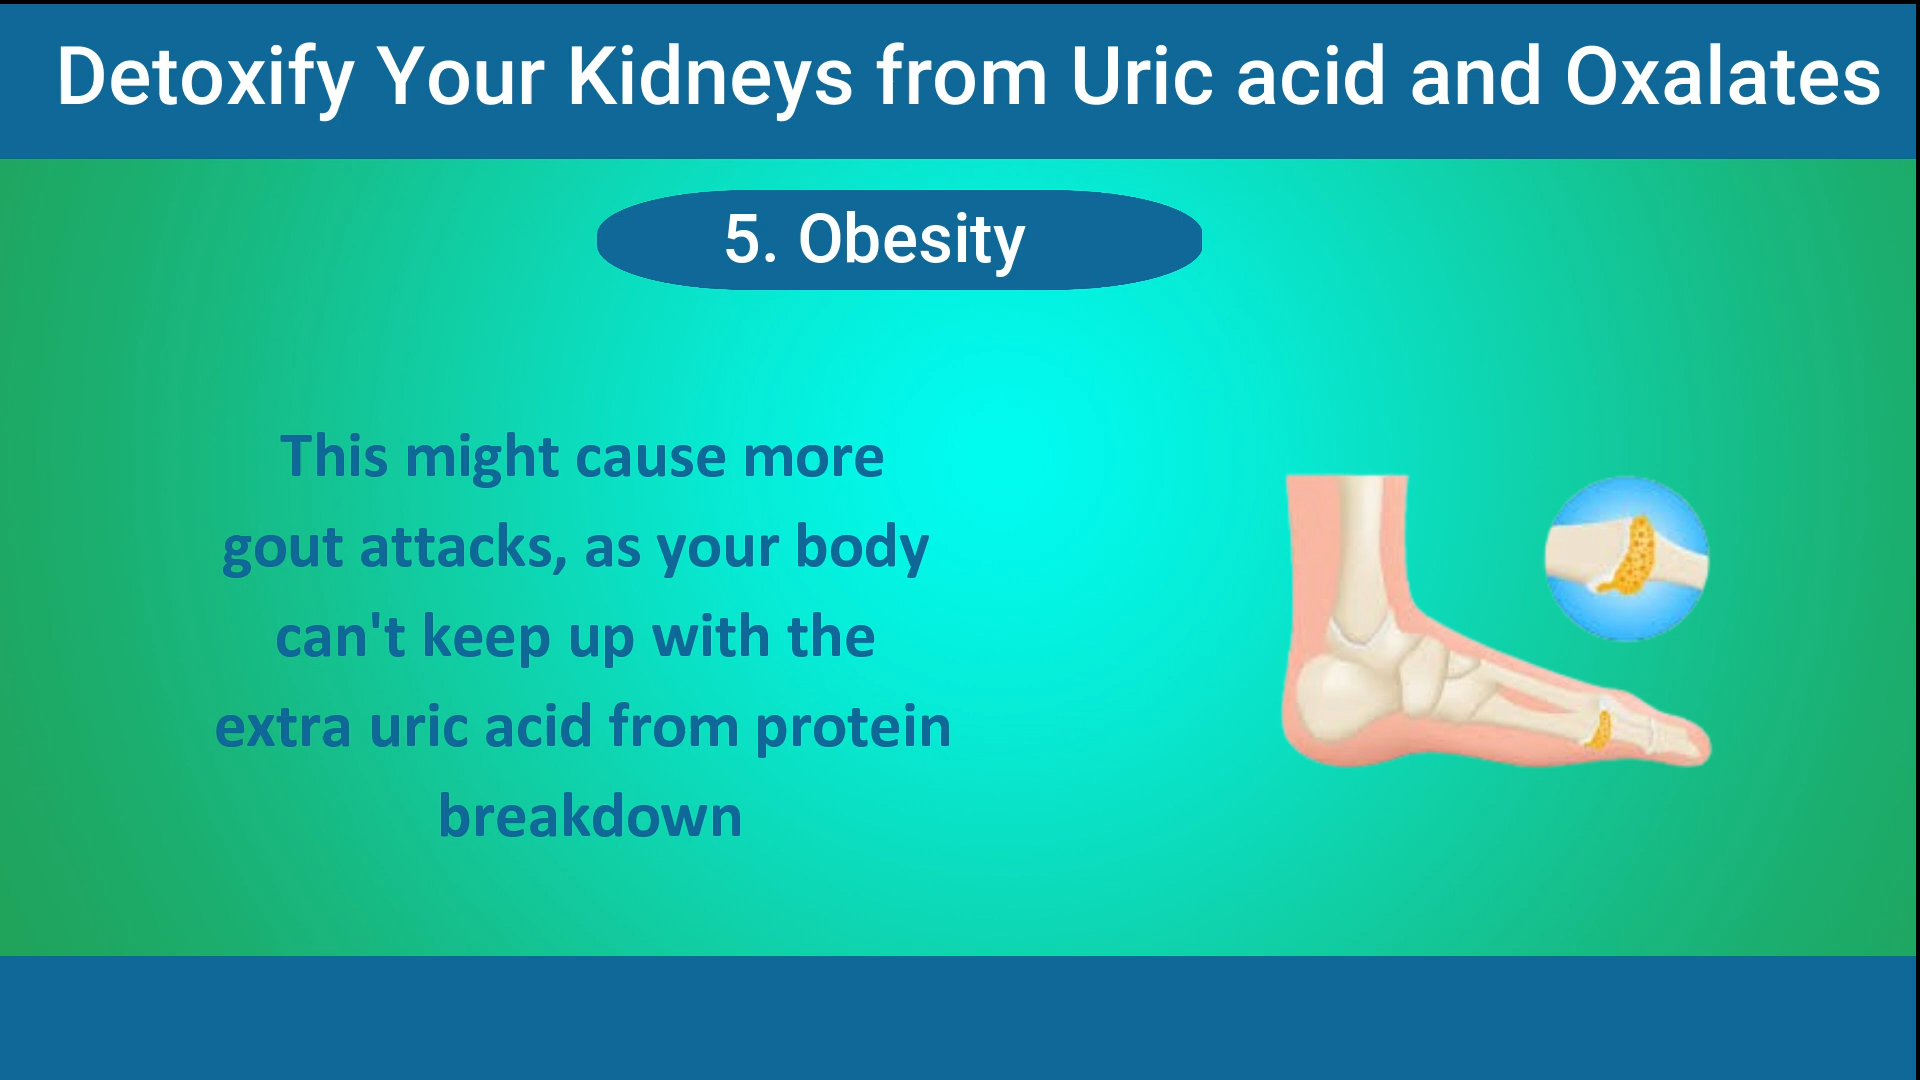 Detoxify Your Kidneys from Uric acid and Oxalates
5. Obesity
This might cause more
gout attacks, as your body
can't keep up with the
extra uric acid from protein
breakdown